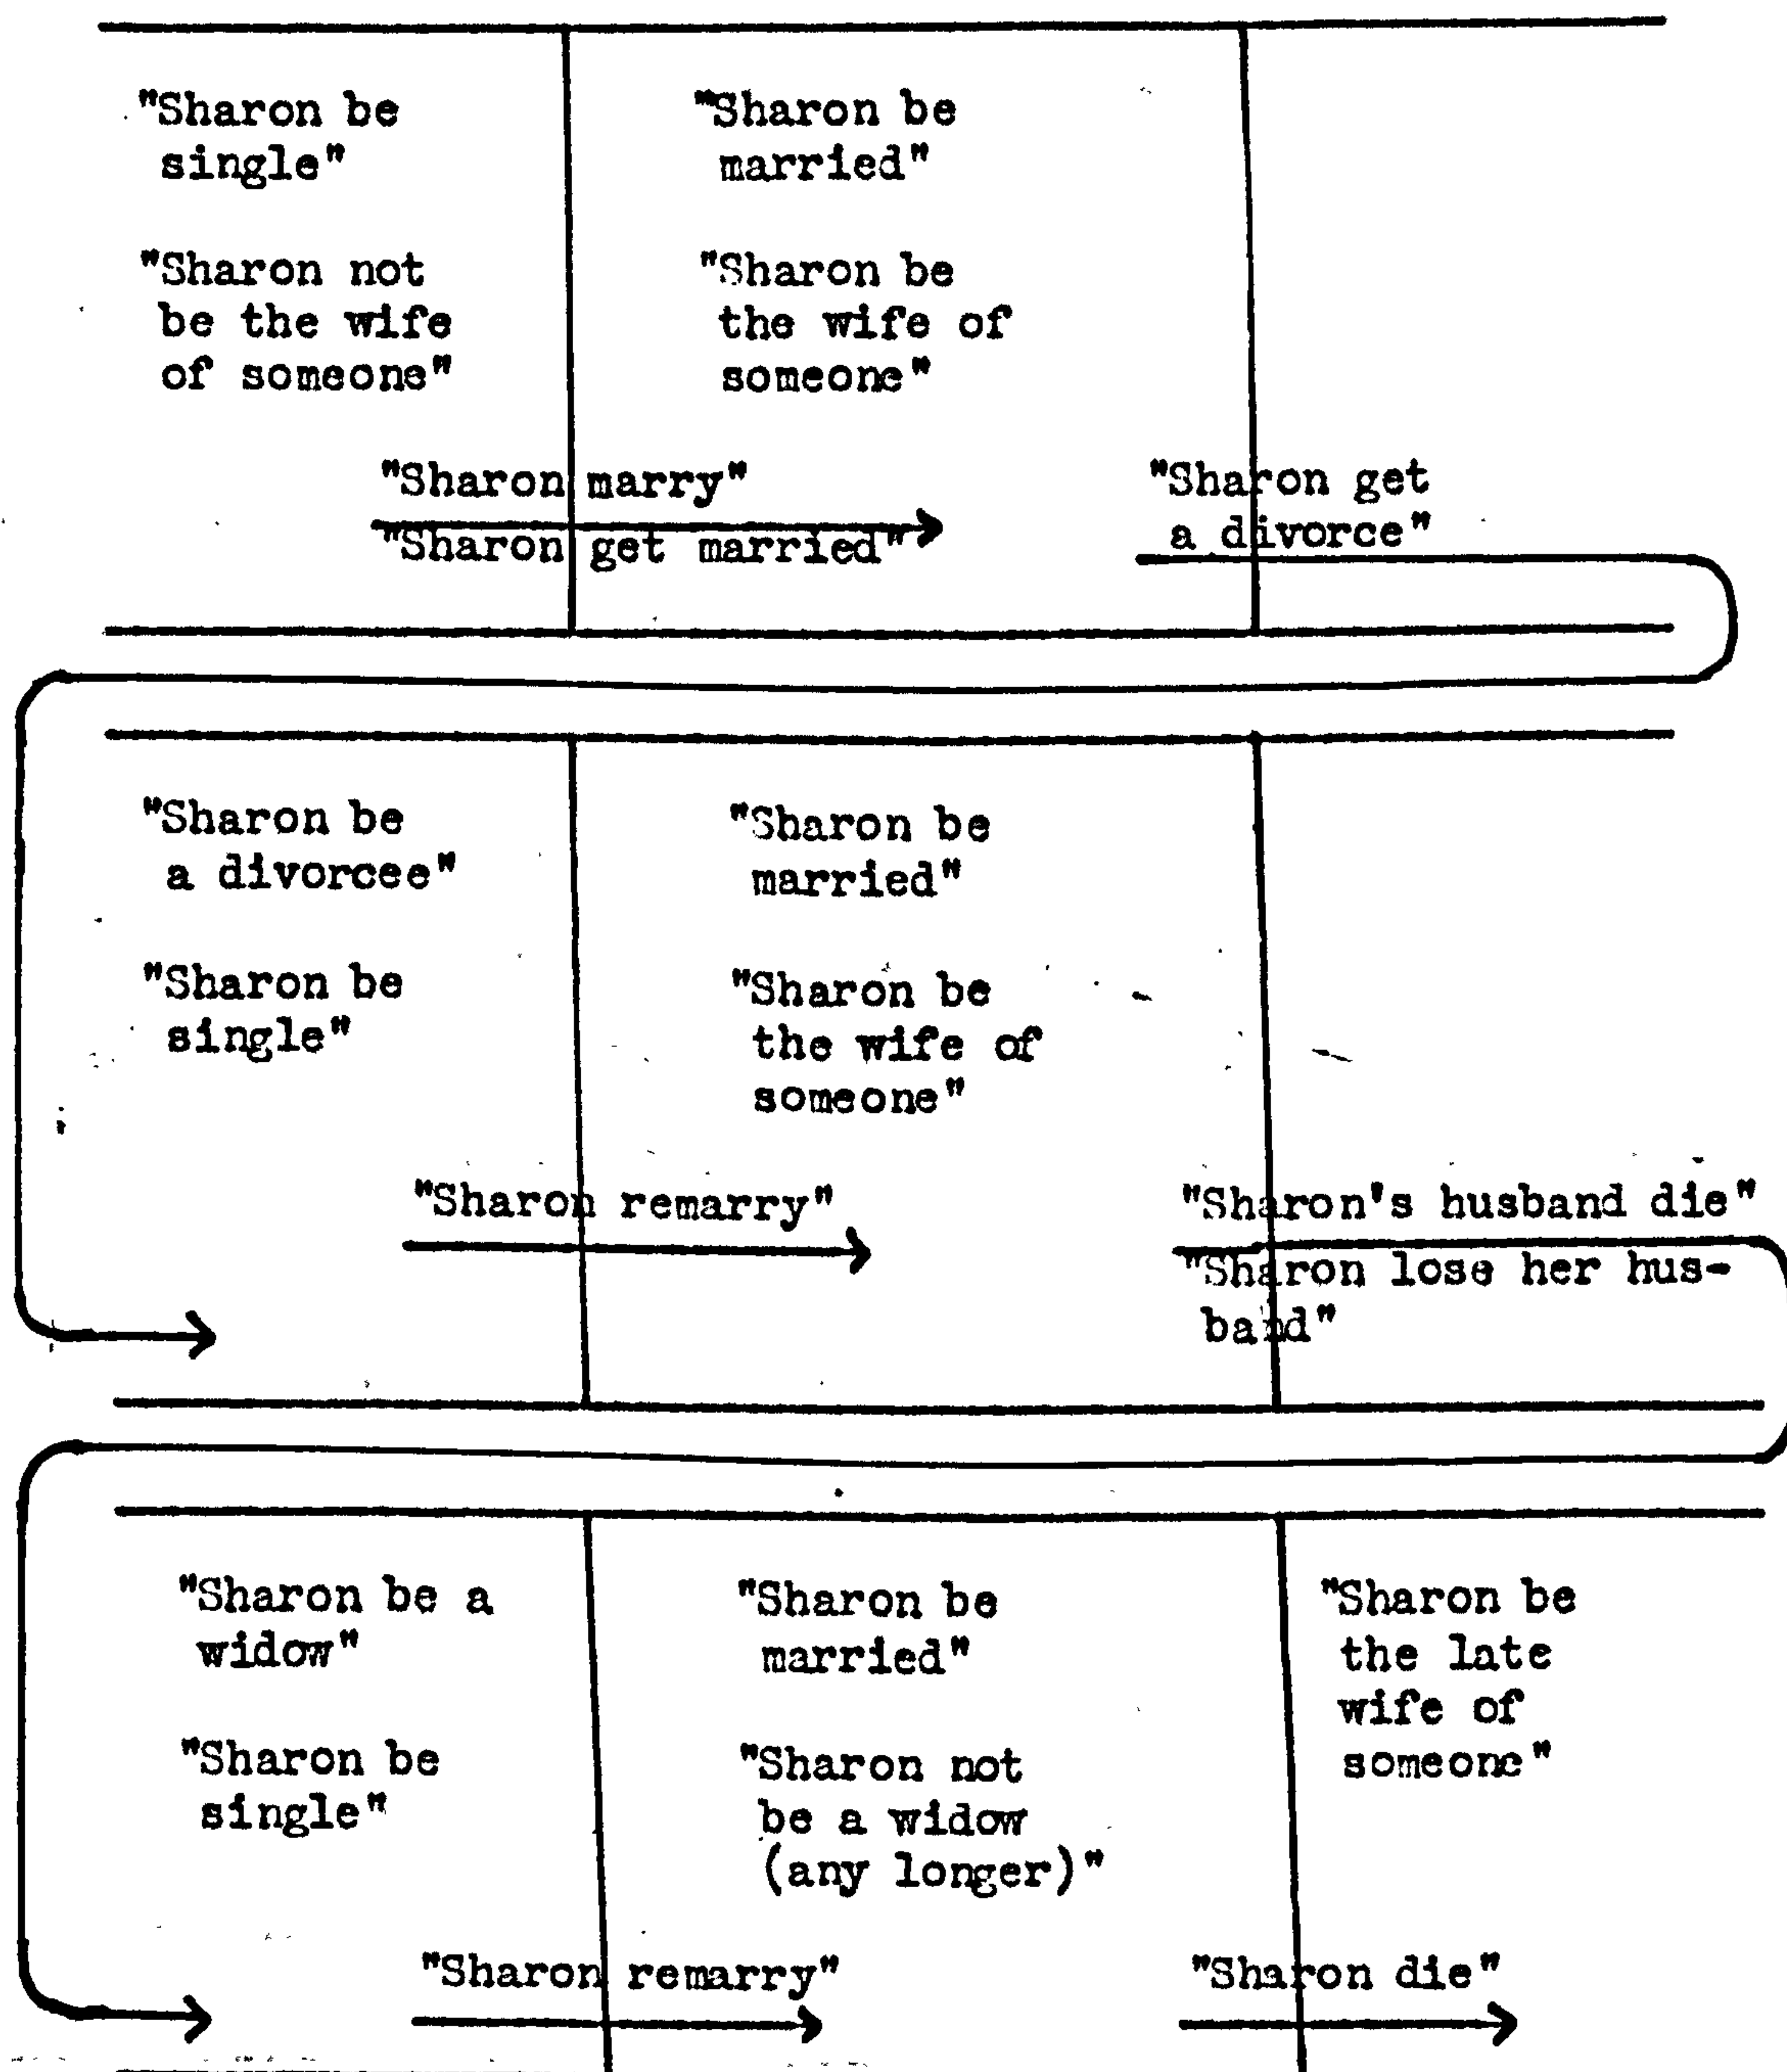 "Sharon be
single"
"Sharon not
be the wife
of someone"
"Sharon be
married"
"Sharon be
the wife of
someone"
"Sharon marry"
"Sharon get married"
"Sharon get
a divorce"
"Sharon be
a divorcee"
"Sharon be
single"
"Sharon be
married"
"Sharon be
the wife of
someone"
"Sharon remarry"
"Sharon's husband die"
"Sharon lose her hus-
band"
"Sharon be a
widow"
"Sharon be
single"
"Sharon be
married"
"Sharon not
be a widow
(any longer)"
"Sharon be
the late
wife of
someone"
"Sharon remarry"
"Sharon die"